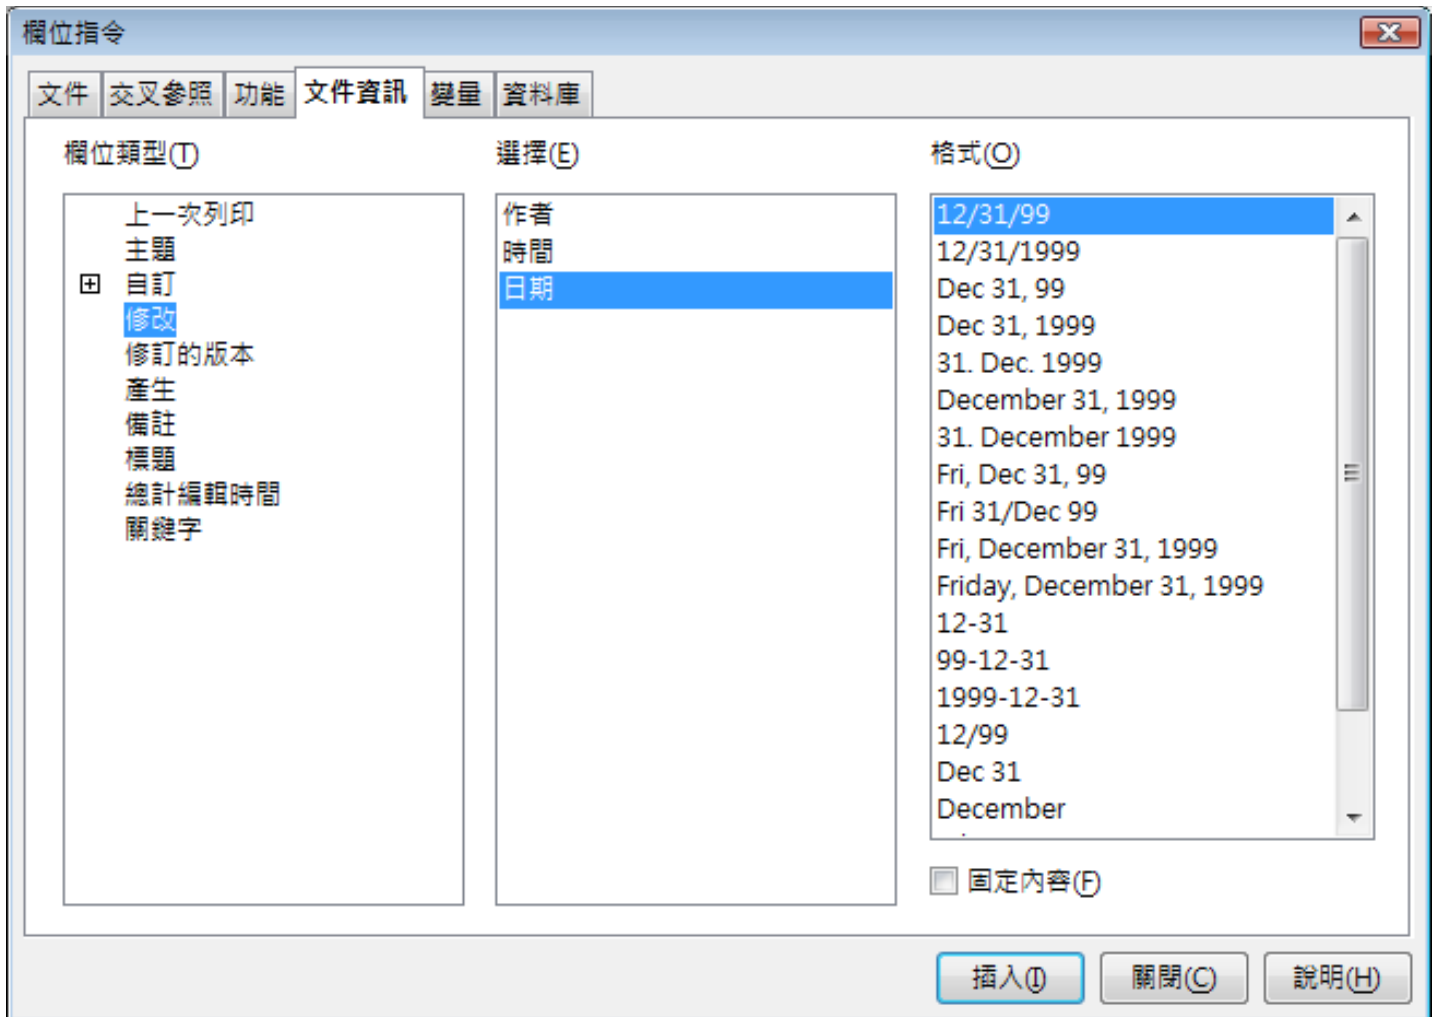 欄位指令
文件 交叉參照 功能 文件資訊 變量 資料庫
欄位類型(T)
上一次列印
主題
自訂
修改
修訂的版本
產生
備註
標題
總計編輯時間
關鍵字
選擇(E)
作者
時間
日期
格式(O)
12/31/99
12/31/1999
Dec 31, 99
Dec 31, 1999
31. Dec. 1999
December 31, 1999
31. December 1999
Fri, Dec 31, 99
Fri 31/Dec 99
Fri, December 31, 1999
Friday, December 31, 1999
12-31
99-12-31
1999-12-31
12/99
Dec 31
December
固定內容(F)
插入(I) 關閉(C) 說明(H)